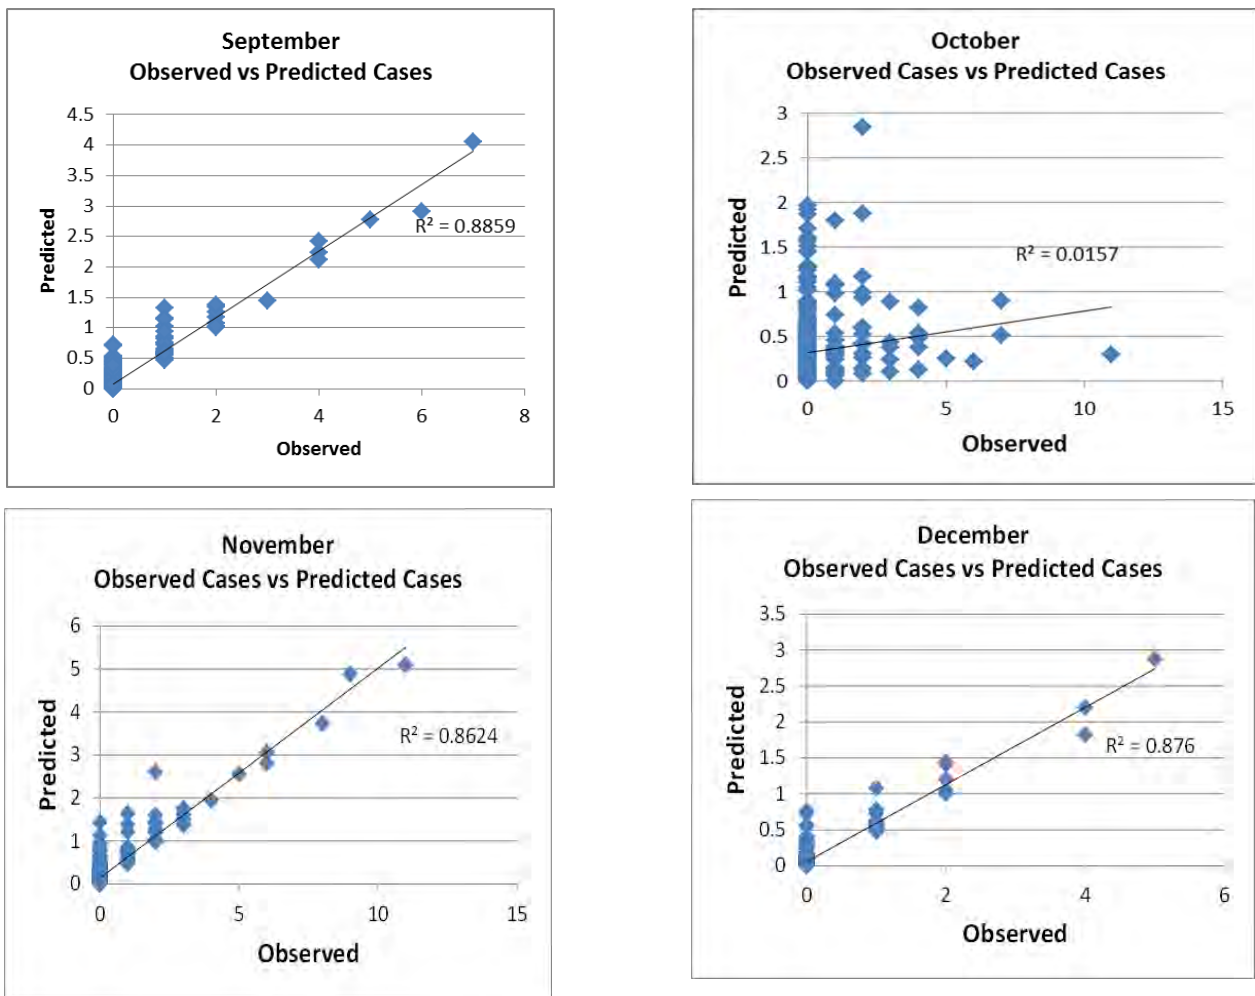 September
Observed vs Predicted Cases
4.5
4
3.5
3
2.5
2
1.5
1
0.5
0
Predicted
R² = 0.8859
0 2 4 6 8
Observed
October
Observed Cases vs Predicted Cases
3
2.5
2
1.5
1
0.5
0
Predicted
R² = 0.0157
0 5 10 15
Observed
November
Observed Cases vs Predicted Cases
6
5
4
3
2
1
0
Predicted
R² = 0.8624
0 5 10 15
Observed
December
Observed Cases vs Predicted Cases
3.5
3
2.5
2
1.5
1
0.5
0
Predicted
R² = 0.876
0 2 4 6
Observed